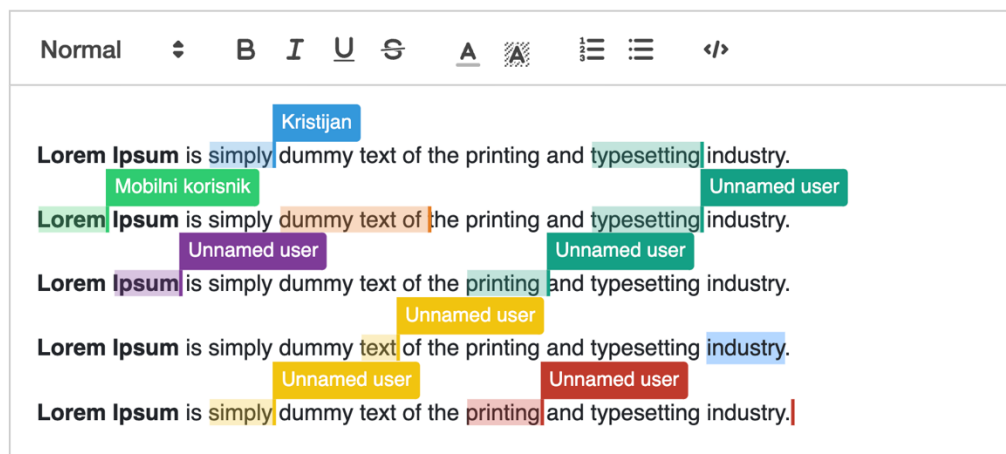 Normal B I U S A A </>
Kristijan
Lorem Ipsum is simply dummy text of the printing and typesetting industry.
Mobilni korisnik Unnamed user
Lorem Ipsum is simply dummy text of the printing and typesetting industry.
Unnamed user Unnamed user
Lorem Ipsum is simply dummy text of the printing and typesetting industry.
Unnamed user
Lorem Ipsum is simply dummy text of the printing and typesetting industry.
Unnamed user Unnamed user
Lorem Ipsum is simply dummy text of the printing and typesetting industry.